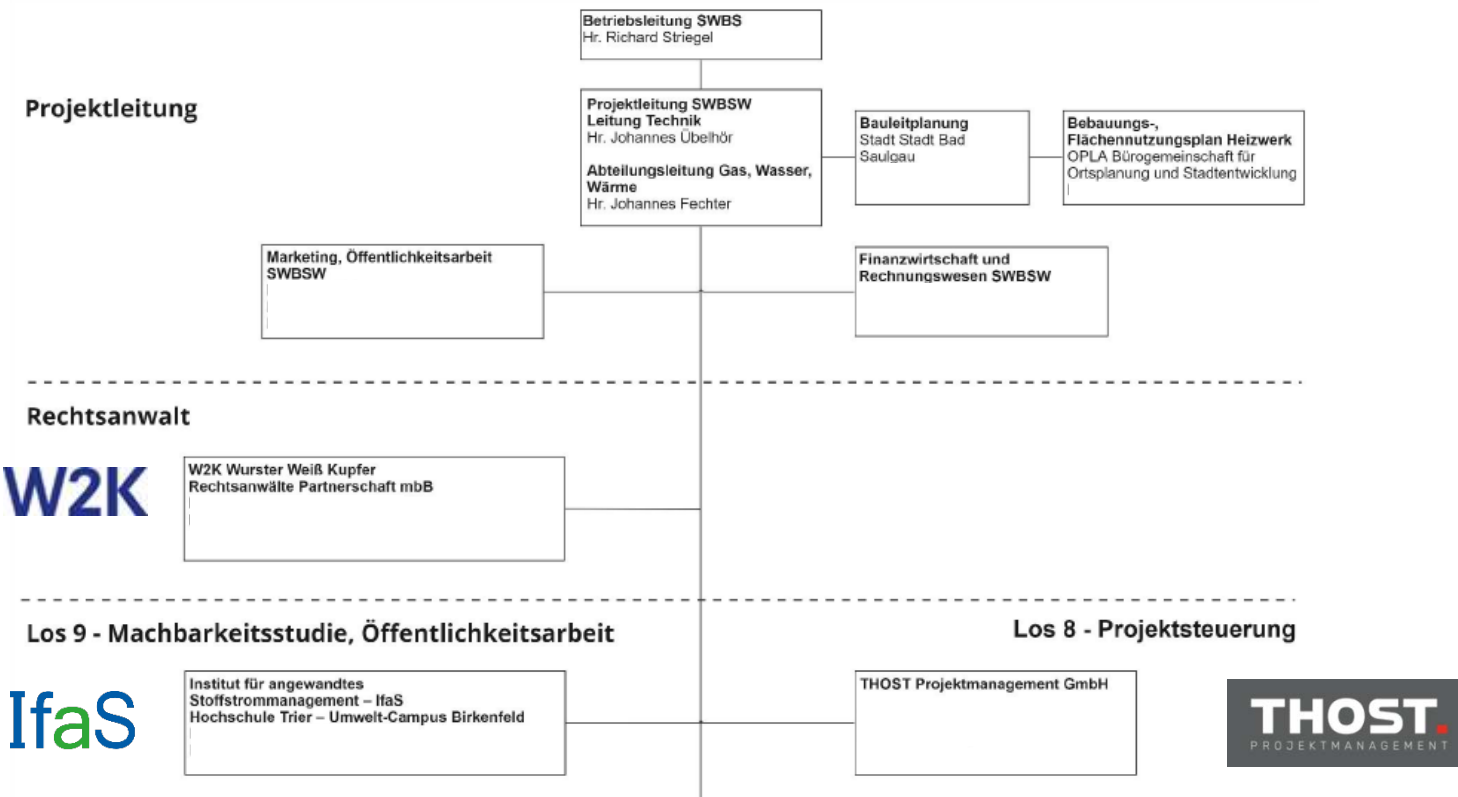 Betriebsleitung SWBS
Hr. Richard Striegel
Projektleitung
Projektleitung SWBSW
Leitung Technik
Hr. Johannes Übelhör
Abteilungsleitung Gas, Wasser,
Wärme
Hr. Johannes Fechter
Bauleitplanung
Stadt Stadt Bad
Saulgau
Bebauungs-,
Flächennutzungsplan Heizwerk
OPLA Bürogemeinschaft für
Ortsplanung und Stadtentwicklung
Marketing, Öffentlichkeitsarbeit
SWBSW
Finanzwirtschaft und
Rechnungswesen SWBSW
Rechtsanwalt
W2K
W2K Wurster Weiß Kupfer
Rechtsanwälte Partnerschaft mbB
Los 9 - Machbarkeitsstudie, Öffentlichkeitsarbeit
Los 8 - Projektsteuerung
IfaS
Institut für angewandtes
Stoffstrommanagement – IfaS
Hochschule Trier – Umwelt-Campus Birkenfeld
THOST Projektmanagement GmbH
THOST.
PROJEKTMANAGEMENT